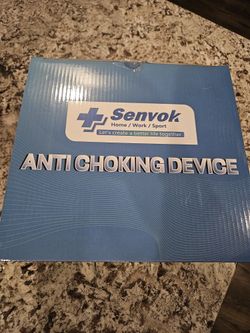 Senvok
Home / Work / Sport
Let's create a better life together
ANTI CHOKING DEVICE